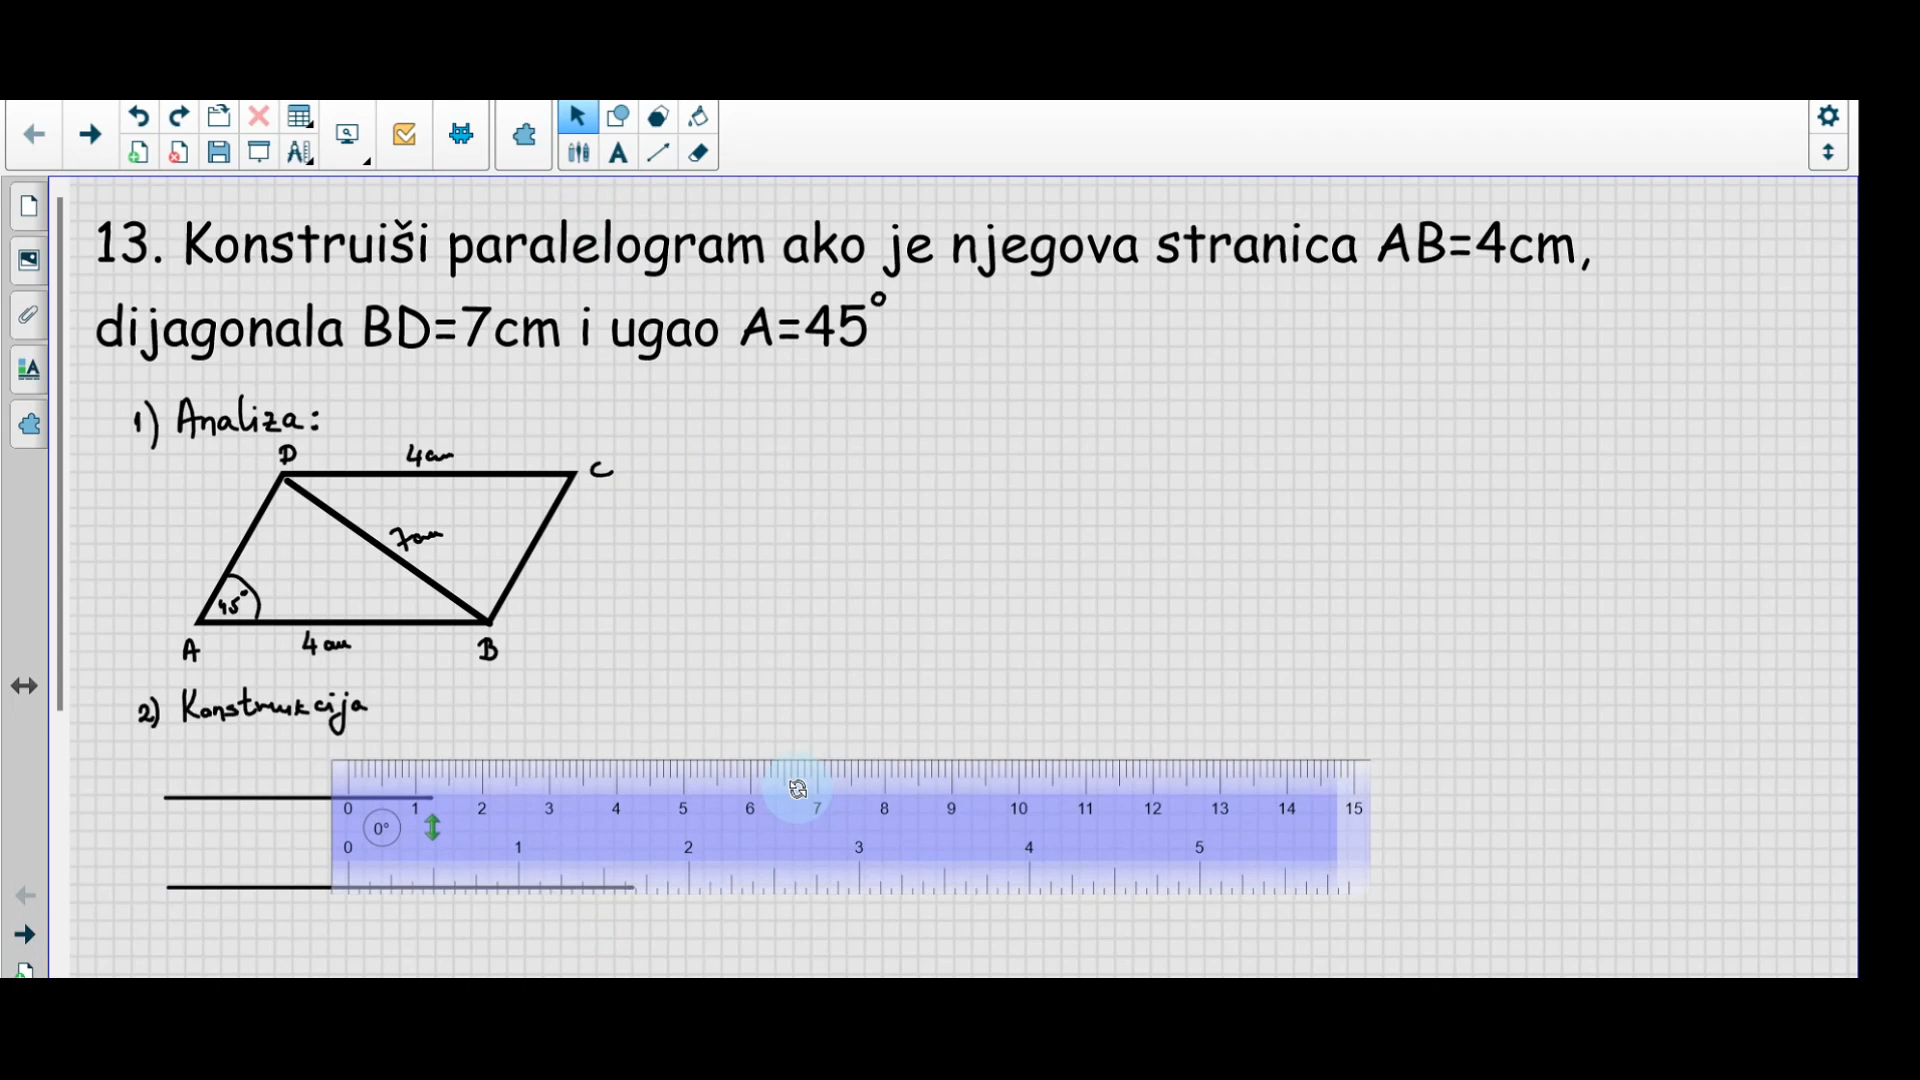 13. Konstruiši paralelogram ako je njegova stranica AB=4cm,
dijagonala BD=7cm i ugao A=45°
1) Analiza:
D 4cm C
7cm
45°
A 4cm B
2) Konstrukcija
0 1 2 3 4 5 6 7 8 9 10 11 12 13 14 15
0°
0 1 2 3 4 5